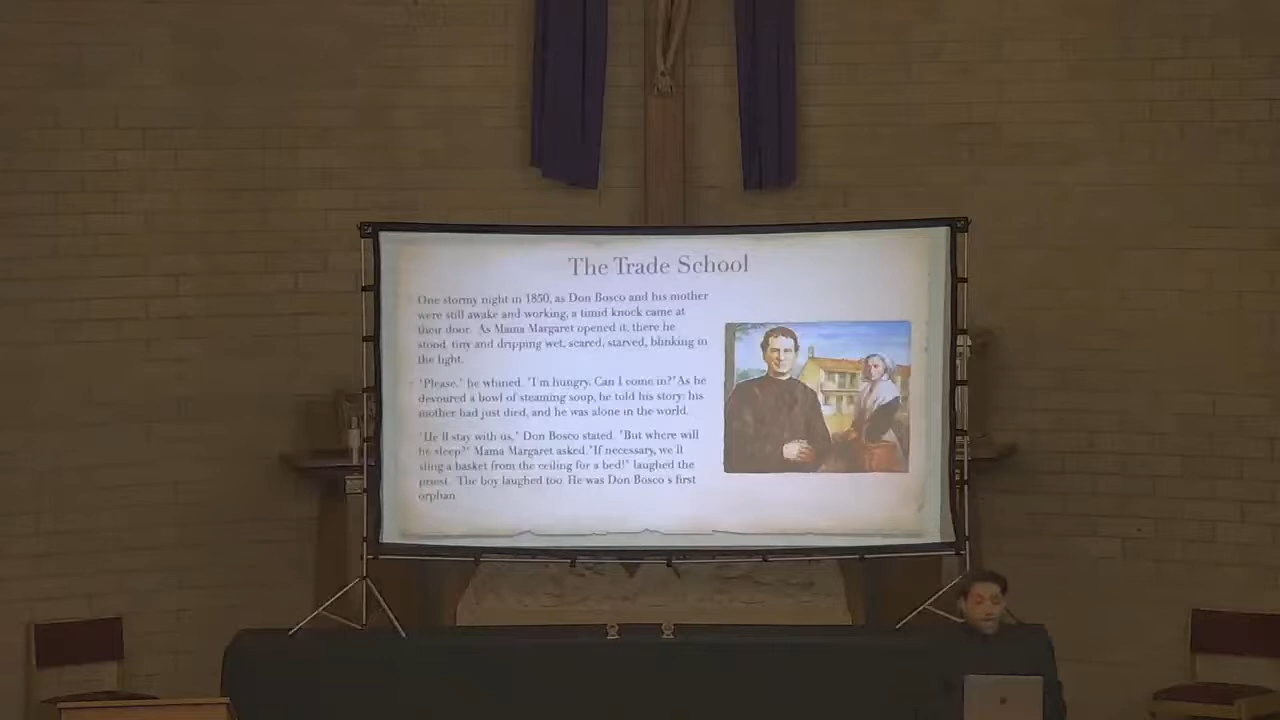 The Trade School
One stormy night in 1850, as Don Bosco and his mother
were still awake and working, a timid knock came at
their door. As Mama Margaret opened it, there he
stood, tiny and dripping wet, scared, starved, blinking in
the light.
"Please," he whined. "I'm hungry. Can I come in?" As he
devoured a bowl of steaming soup, he told his story: his
mother had just died, and he was alone in the world.
"He'll stay with us," Don Bosco stated. "But where will
he sleep?" Mama Margaret asked. "If necessary, we'll
sling a basket from the ceiling for a bed!" laughed the
priest. The boy laughed too. He was Don Bosco's first
orphan.